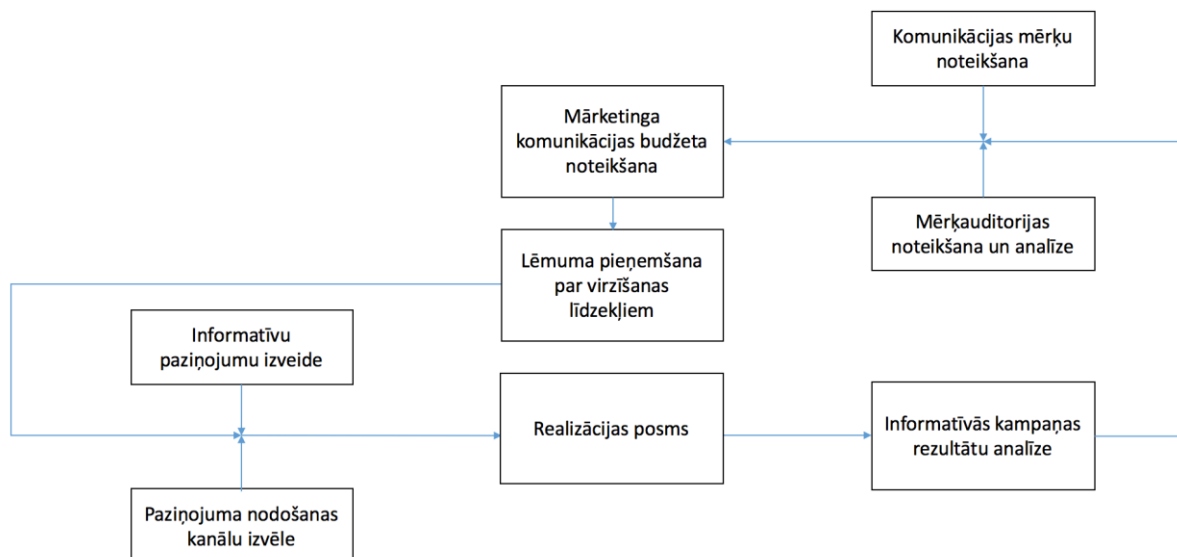 Komunikācijas mērķu
noteikšana
Mārketinga
komunikācijas budžeta
noteikšana
Mērķauditorijas
noteikšana un analīze
Lēmuma pieņemšana
par virzīšanas
līdzekļiem
Informatīvu
paziņojumu izveide
Realizācijas posms
Informatīvās kampaņas
rezultātu analīze
Paziņojuma nodošanas
kanālu izvēle